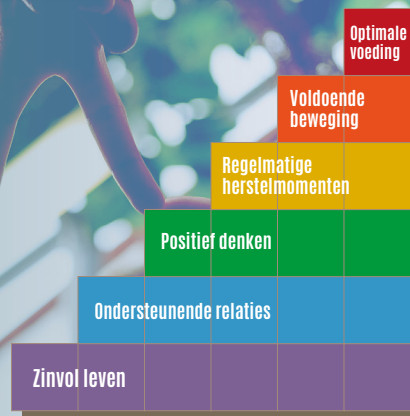 Optimale
voeding
Voldoende
beweging
Regelmatige
herstelmomenten
Positief denken
Ondersteunende relaties
Zinvol leven